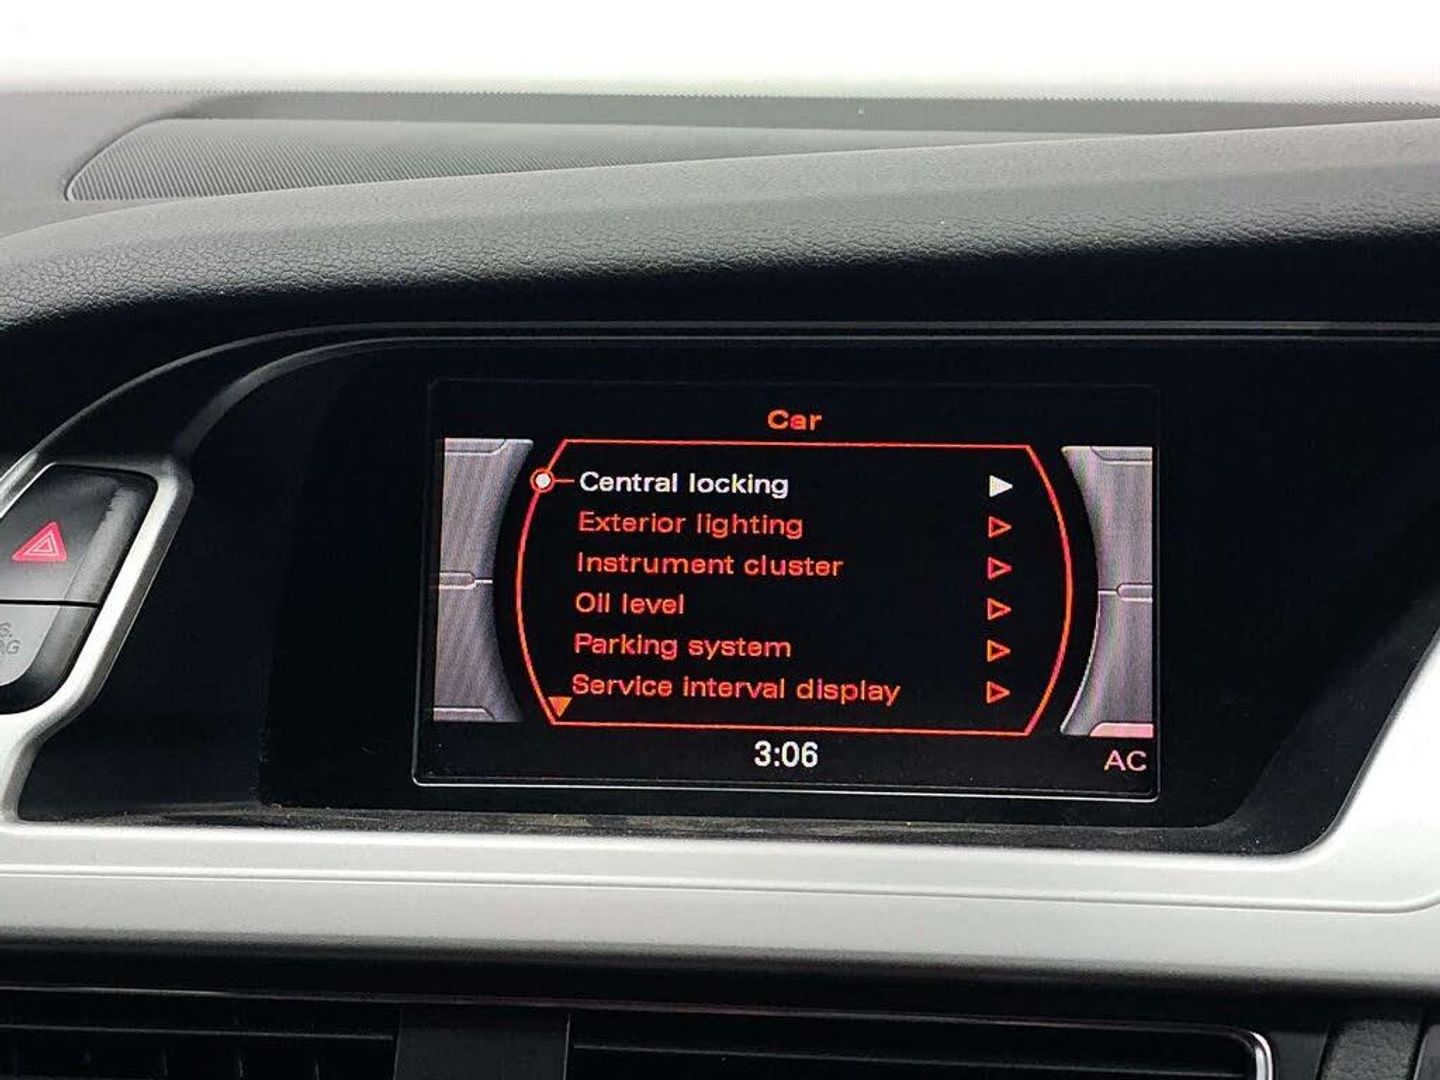 Car
Central locking
Exterior lighting
Instrument cluster
Oil level
Parking system
Service interval display
3:06
AC